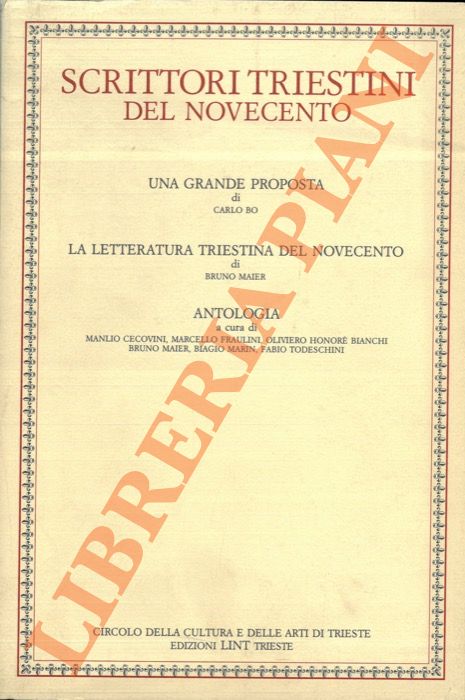 SCRITTORI TRIESTINI
DEL NOVECENTO
UNA GRANDE PROPOSTA
di
CARLO BO
LA LETTERATURA TRIESTINA DEL NOVECENTO
di
BRUNO MAIER
ANTOLOGIA
a cura di
MANLIO CECOVINI, MARCELLO FRAULINI, OLIVIERO HONORÉ BIANCHI
BRUNO MAIER, BIAGIO MARIN, FABIO TODESCHINI
CIRCOLO DELLA CULTURA E DELLE ARTI DI TRIESTE
EDIZIONI LINT TRIESTE
LIBRERIA PIANI